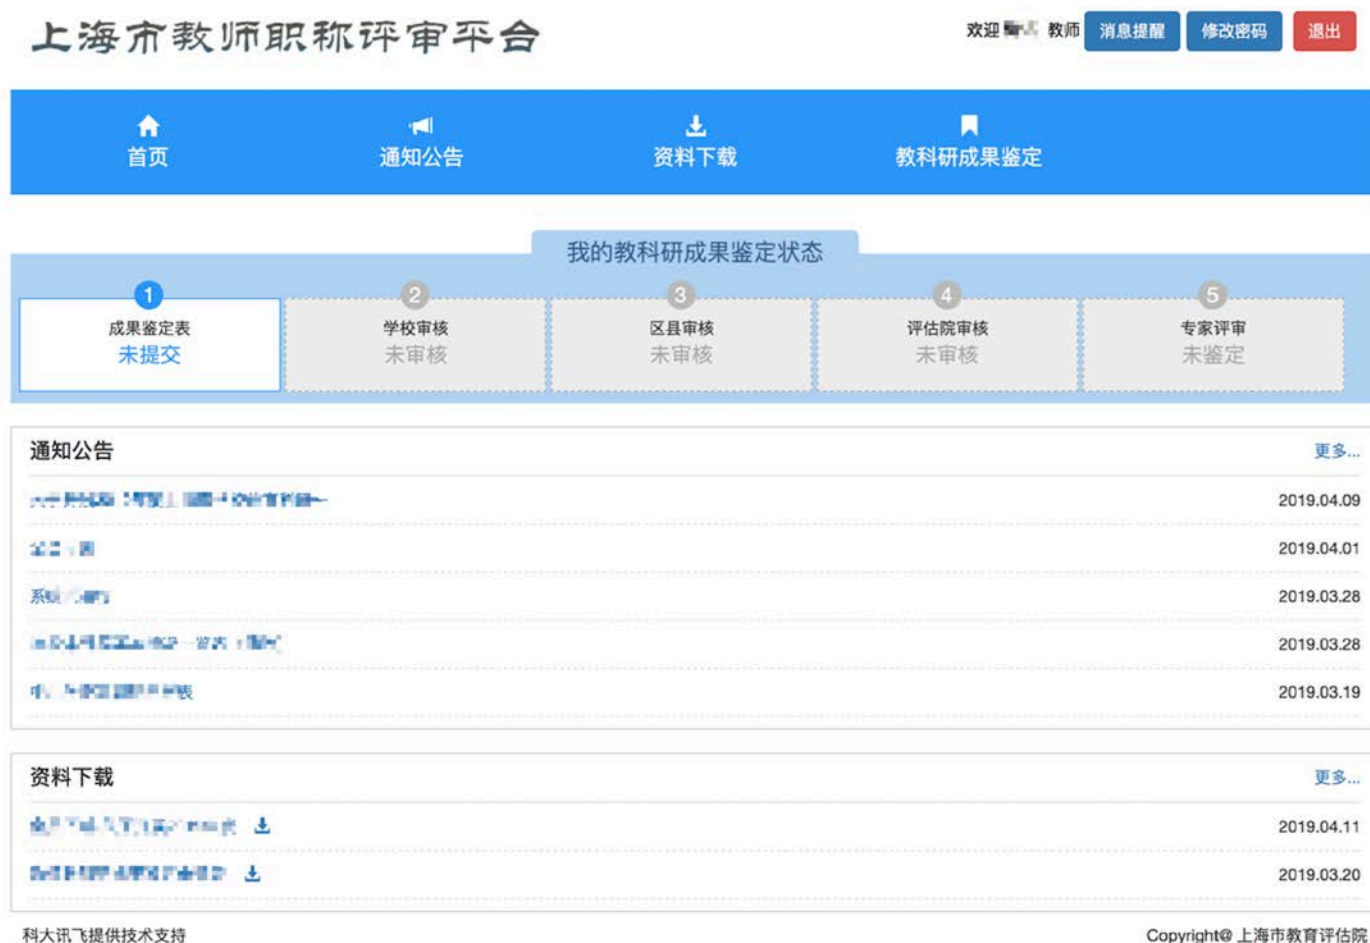 上海市教师职称评审平台
欢迎 教师 消息提醒 修改密码 退出
首页 通知公告 资料下载 教科研成果鉴定
我的教科研成果鉴定状态
1 2 3 4 5
成果鉴定表 学校审核 区县审核 评估院审核 专家评审
未提交 未审核 未审核 未审核 未鉴定
通知公告 更多...
2019.04.09
2019.04.01
2019.03.28
2019.03.28
2019.03.19
资料下载 更多...
2019.04.11
2019.03.20
科大讯飞提供技术支持 Copyright@ 上海市教育评估院